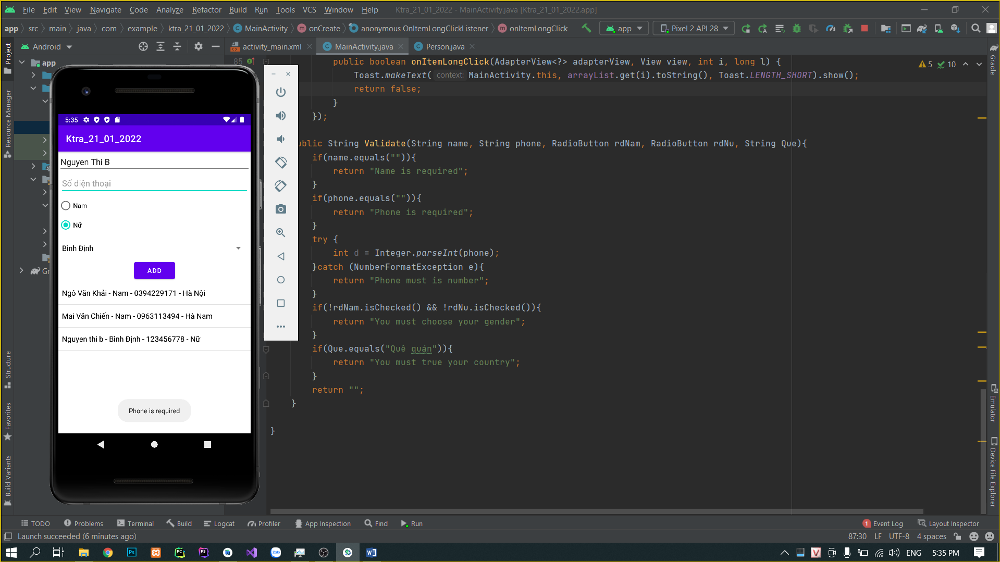 File Edit View Navigate Code Analyze Refactor Build Run Tools VCS Window Help Ktra_21_01_2022 - MainActivity.java [Ktra_21_01_2022.app]
app src main java com example ktra_21_01_2022 MainActivity onCreate anonymous OnItemLongClickListener onItemLongClick app Pixel 2 API 28
Android activity_main.xml MainActivity.java Person.java
Project
Resource Manager
Structure
Favorites
Build Variants
app
Gr
5:35
Ktra_21_01_2022
Nguyen Thi B
Số điện thoại
Nam
Nữ
Bình Định
ADD
Ngô Văn Khải - Nam - 0394229171 - Hà Nội
Mai Văn Chiến - Nam - 0963113494 - Hà Nam
Nguyen thi b - Bình Định - 123456778 - Nữ
Phone is required
85 public boolean onItemLongClick(AdapterView<?> adapterView, View view, int i, long l) {
Toast.makeText( context: MainActivity.this, arrayList.get(i).toString(), Toast.LENGTH_SHORT).show();
return false;
}
});
ublic String Validate(String name, String phone, RadioButton rdNam, RadioButton rdNu, String Que){
if(name.equals("")){
return "Name is required";
}
if(phone.equals("")){
return "Phone is required";
}
try {
int d = Integer.parseInt(phone);
}catch (NumberFormatException e){
return "Phone must is number";
}
if(!rdNam.isChecked() && !rdNu.isChecked()){
return "You must choose your gender";
}
if(Que.equals("Quê quán")){
return "You must true your country";
}
return "";
}
}
5 10
Gradle
Emulator
Device File Explorer
TODO Problems Terminal Build Logcat Profiler App Inspection Find Run 1 Event Log Layout Inspector
Launch succeeded (6 minutes ago) 87:30 LF UTF-8 4 spaces
ENG 5:35 PM